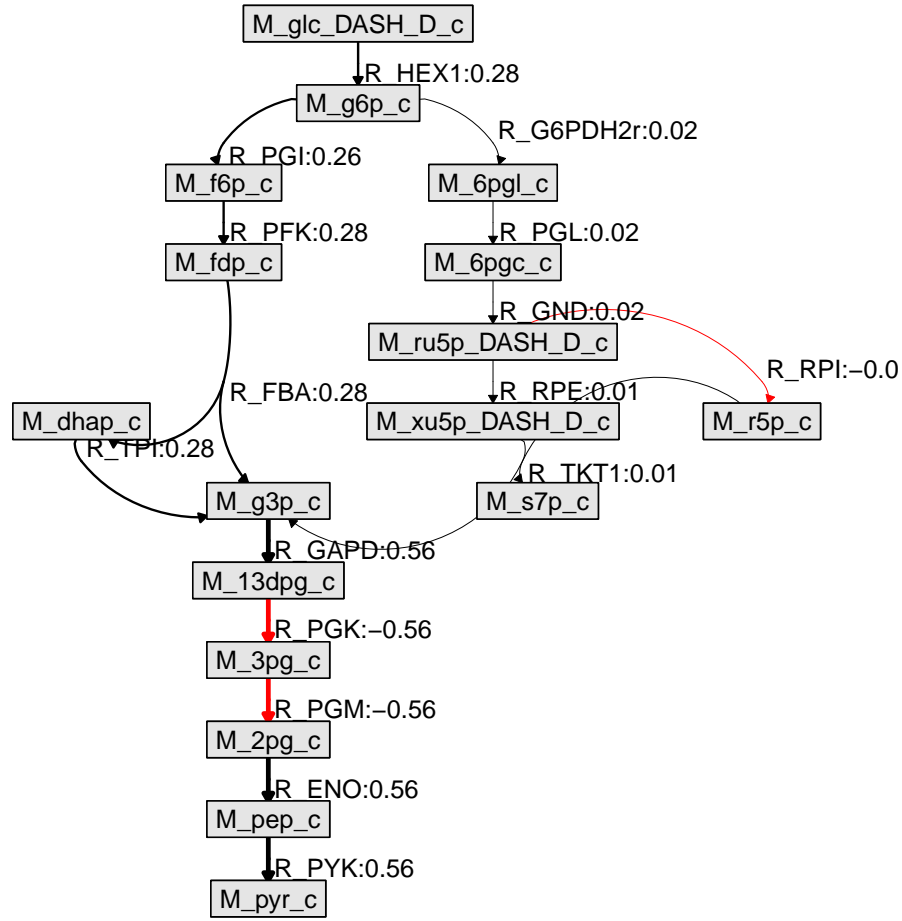 M_glc_DASH_D_c
R_HEX1:0.28
M_g6p_c
R_G6PDH2r:0.02
R_PGI:0.26
M_f6p_c
M_6pgl_c
R_PFK:0.28
R_PGL:0.02
M_fdp_c
M_6pgc_c
R_GND:0.02
M_ru5p_DASH_D_c
R_RPI:−0.0
R_FBA:0.28
R_RPE:0.01
M_dhap_c
M_xu5p_DASH_D_c
M_r5p_c
R_TPI:0.28
R_TKT1:0.01
M_g3p_c
M_s7p_c
R_GAPD:0.56
M_13dpg_c
R_PGK:−0.56
M_3pg_c
R_PGM:−0.56
M_2pg_c
R_ENO:0.56
M_pep_c
R_PYK:0.56
M_pyr_c